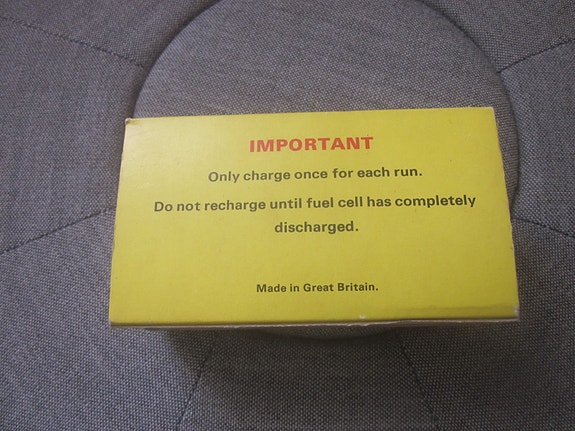 IMPORTANT
Only charge once for each run.
Do not recharge until fuel cell has completely
discharged.
Made in Great Britain.